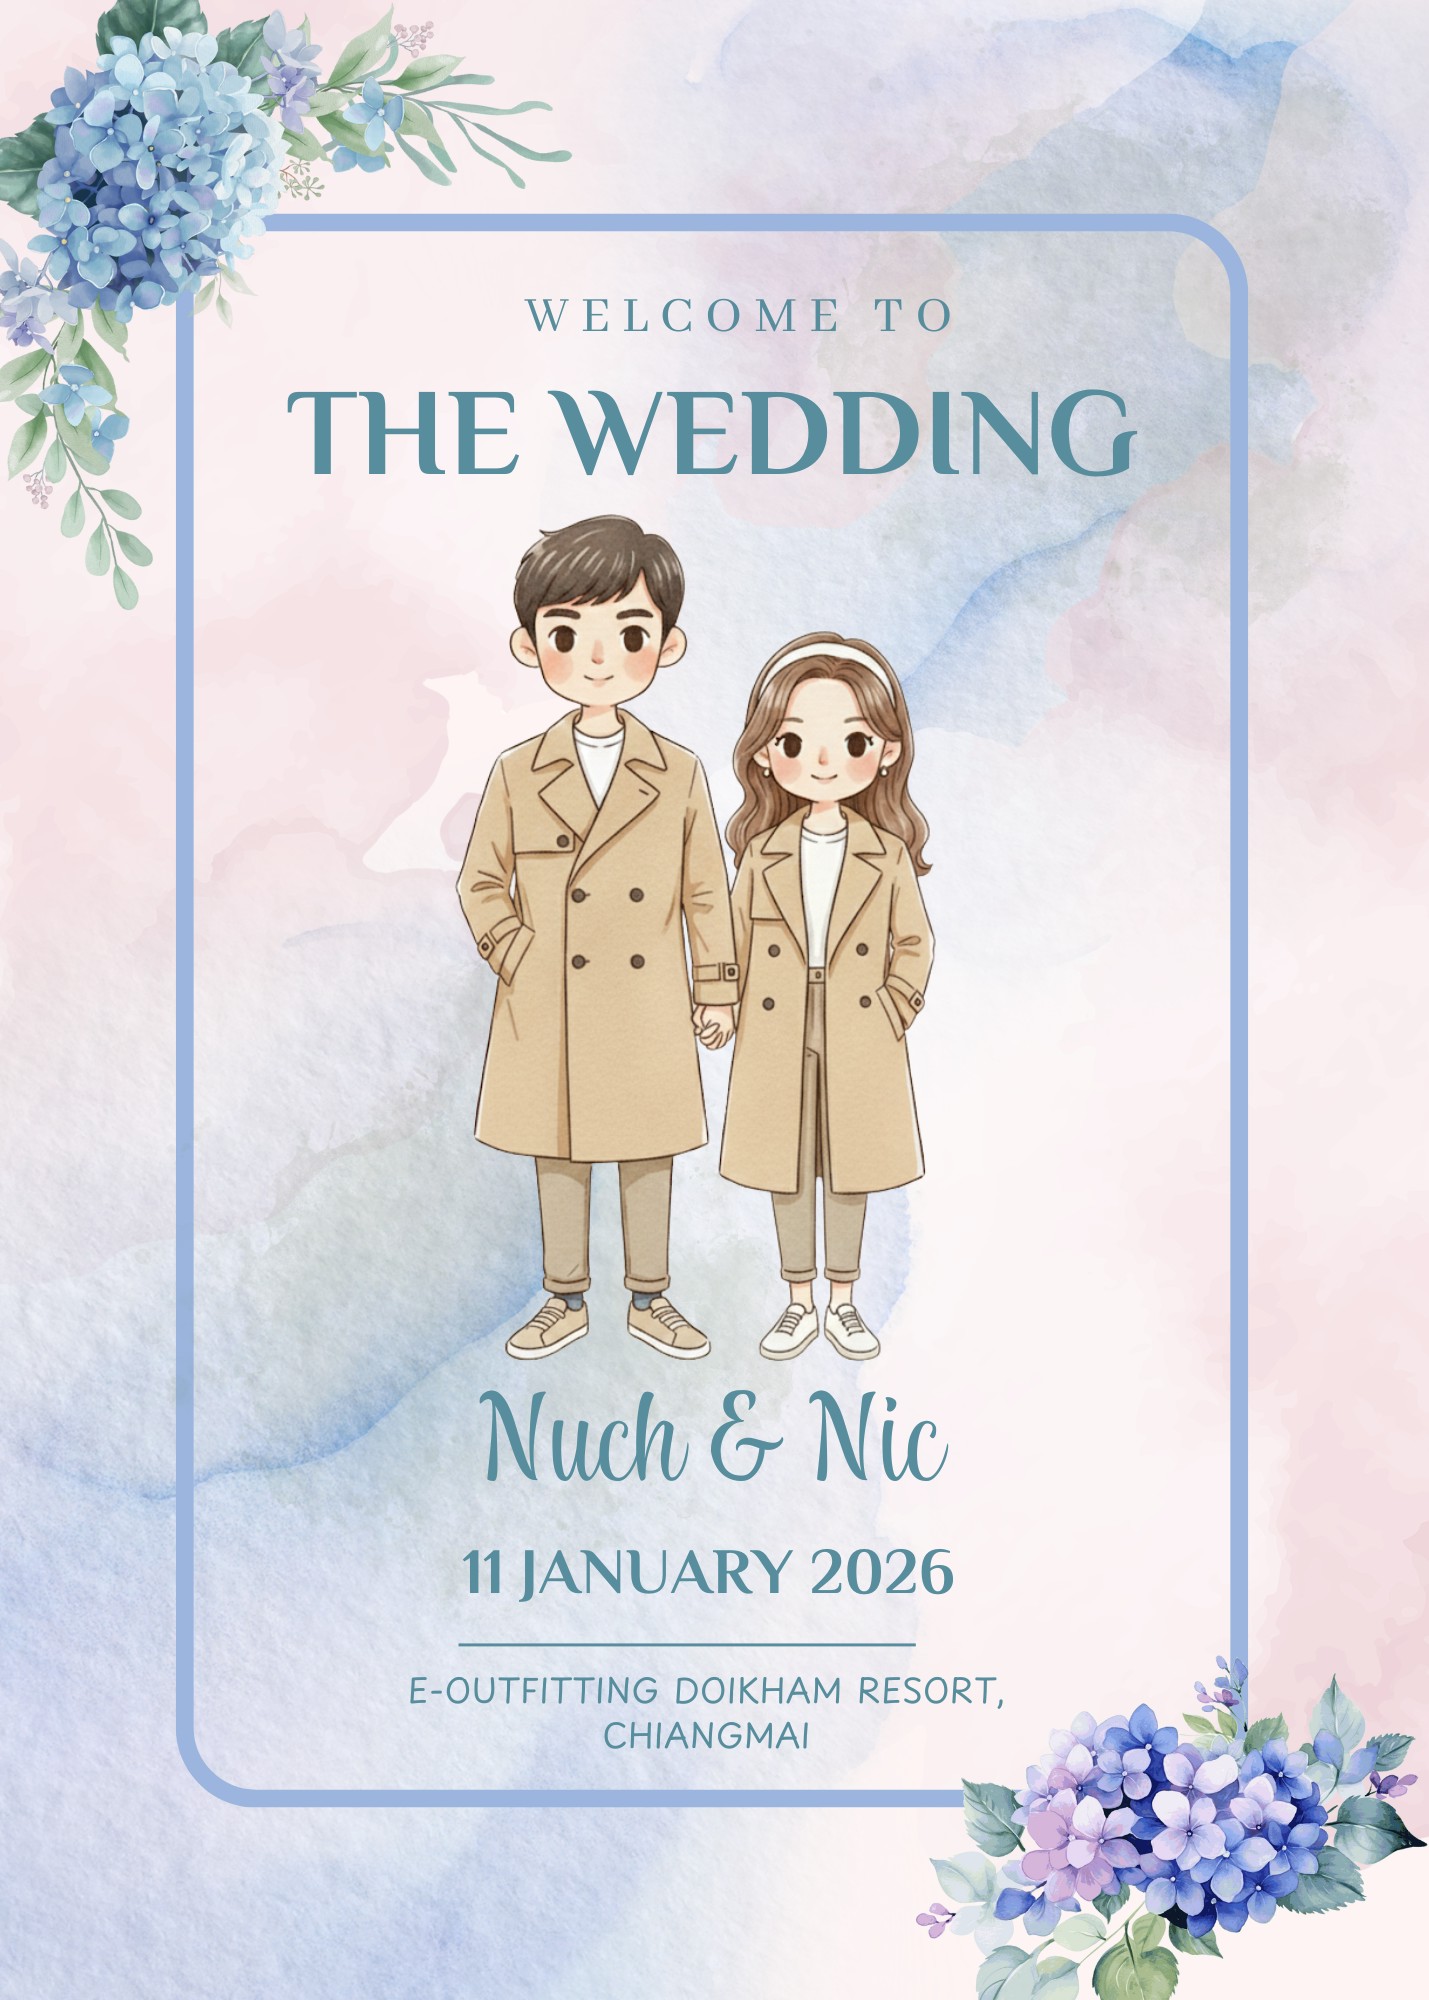 WELCOME TO
THE WEDDING
Nuch & Nic
11 JANUARY 2026
E-OUTFITTING DOIKHAM RESORT,
CHIANGMAI